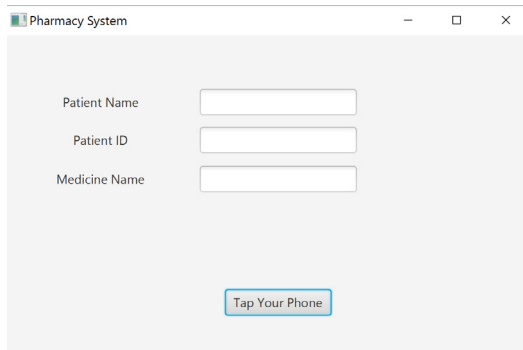 Pharmacy System
Patient Name
Patient ID
Medicine Name
Tap Your Phone